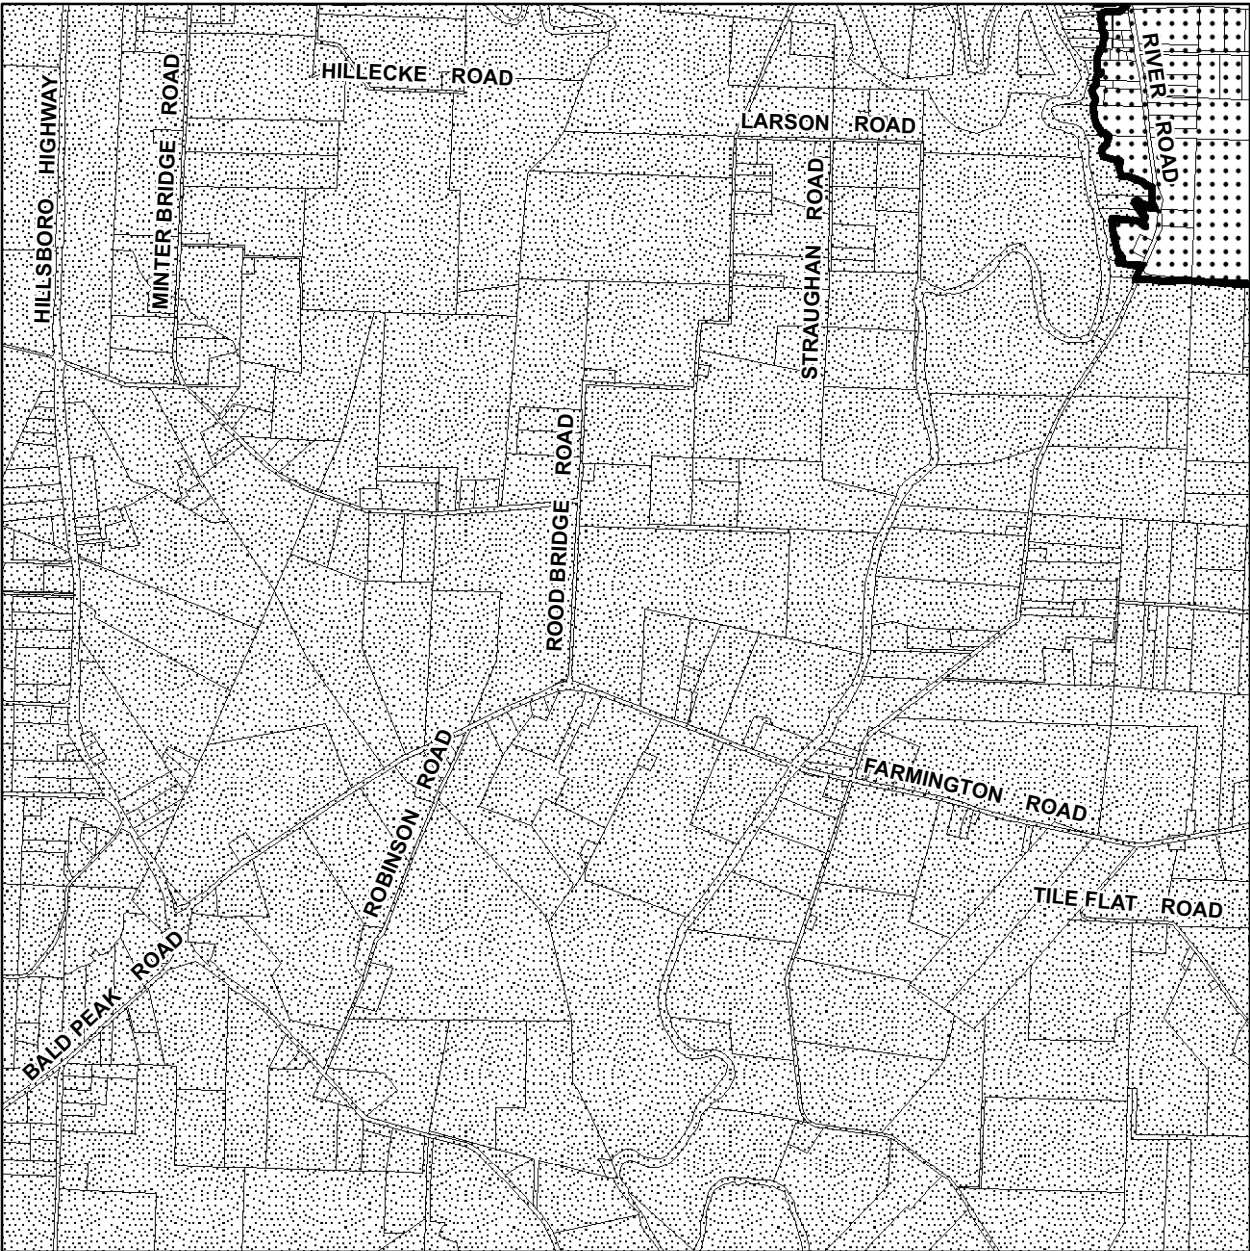 HILLSBORO HIGHWAY
MINTER BRIDGE ROAD
HILLECKE ROAD
LARSON ROAD
STRAUGHAN ROAD
RIVER ROAD
ROOD BRIDGE ROAD
ROBINSON ROAD
FARMINGTON ROAD
TILE FLAT ROAD
BALD PEAK ROAD